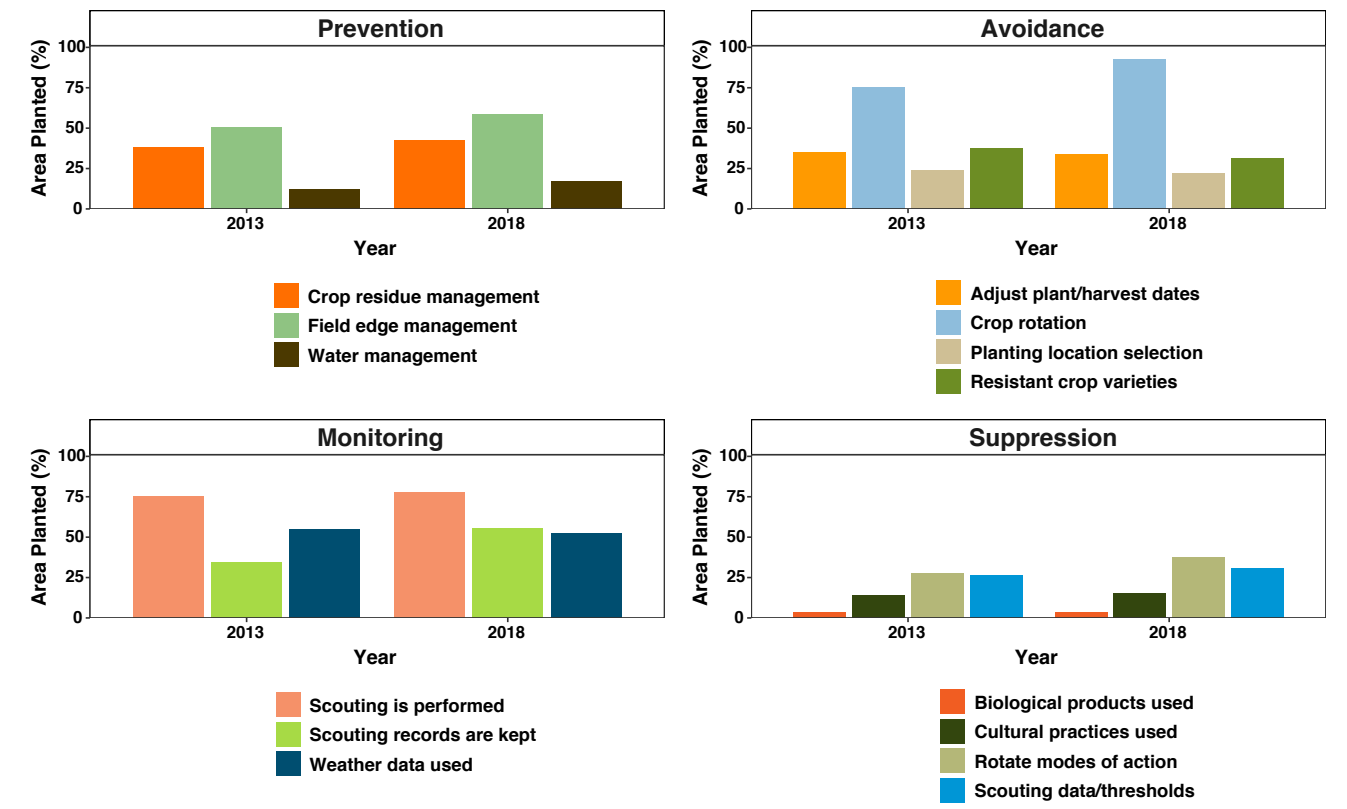 Prevention
Area Planted (%)
100
75
50
25
0
2013
2018
Year
Crop residue management
Field edge management
Water management
Avoidance
Area Planted (%)
100
75
50
25
0
2013
2018
Year
Adjust plant/harvest dates
Crop rotation
Planting location selection
Resistant crop varieties
Monitoring
Area Planted (%)
100
75
50
25
0
2013
2018
Year
Scouting is performed
Scouting records are kept
Weather data used
Suppression
Area Planted (%)
100
75
50
25
0
2013
2018
Year
Biological products used
Cultural practices used
Rotate modes of action
Scouting data/thresholds